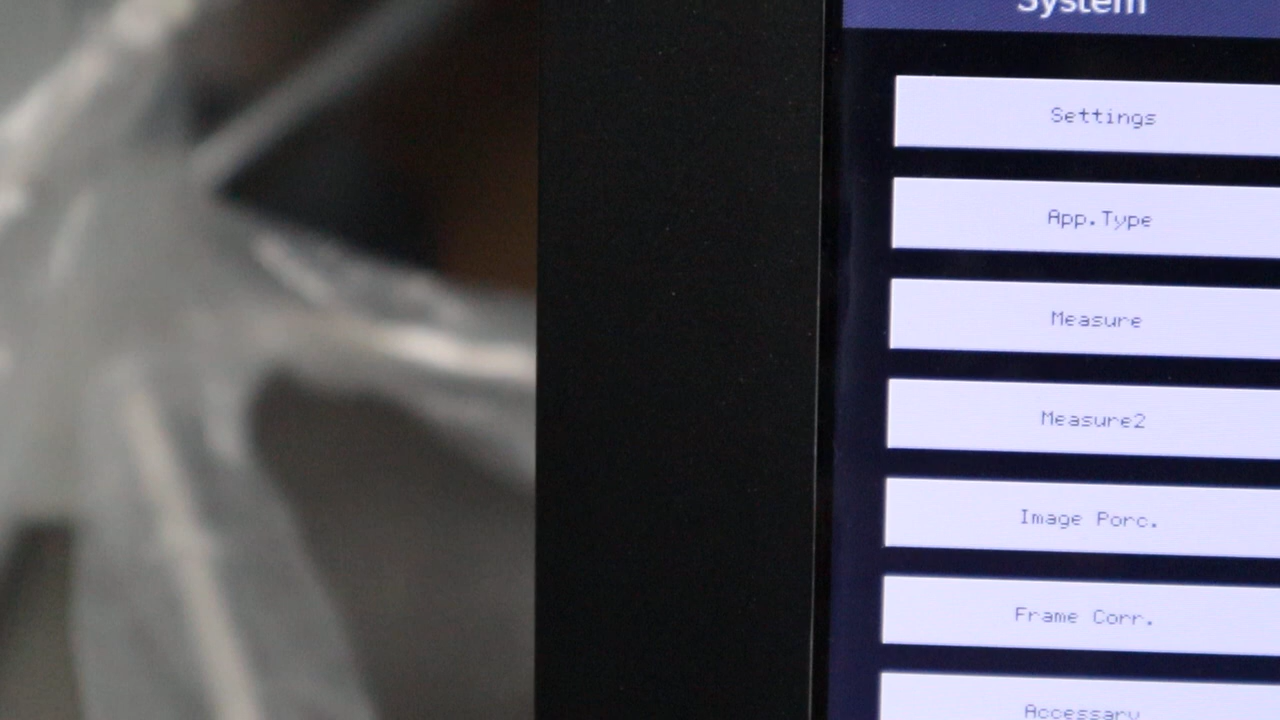 System
Settings
App.Type
Measure
Measure2
Image Porc.
Frame Corr.
Accessary